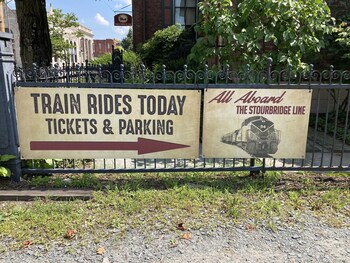 TRAIN RIDES TODAY
TICKETS & PARKING
All Aboard
THE STOURBRIDGE LINE